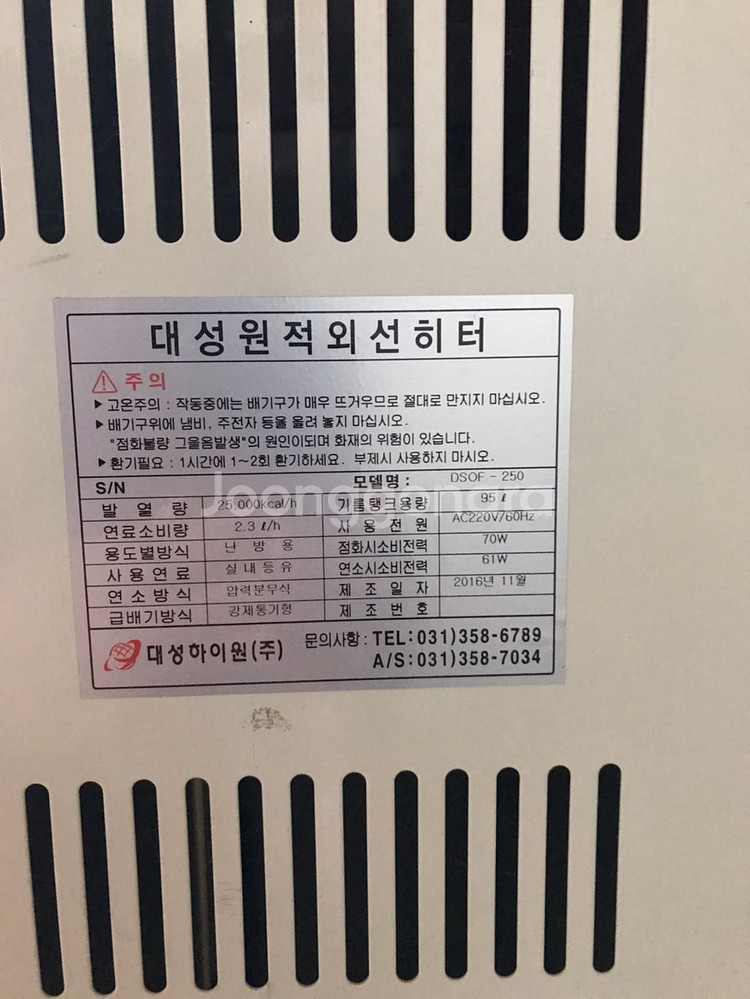 대성원적외선히터
주의
▶고온주의 : 작동중에는 배기구가 매우 뜨거우므로 절대로 만지지 마십시오.
▶배기구위에 냄비, 주전자 등을 올려 놓지 마십시오.
"점화불량 그을음발생"의 원인이되며 화재의 위험이 있습니다.
▶환기필요 : 1시간에 1~2회 환기하세요. 부제시 사용하지 마시오.
S/N 모델명 : DSOF - 250
발열량 25.000kcal/h 기름탱크용량 95ℓ
연료소비량 2.3 ℓ/h 사용전원 AC220V/60Hz
용도별방식 난방용 점화시소비전력 70W
사용연료 실내등유 연소시소비전력 61W
연소방식 압력분무식 제조일자 2016년 11월
급배기방식 강제통기형 제조번호
대성하이원(주) 문의사항 : TEL:031)358-6789
A/S:031)358-7034
Joonggonara